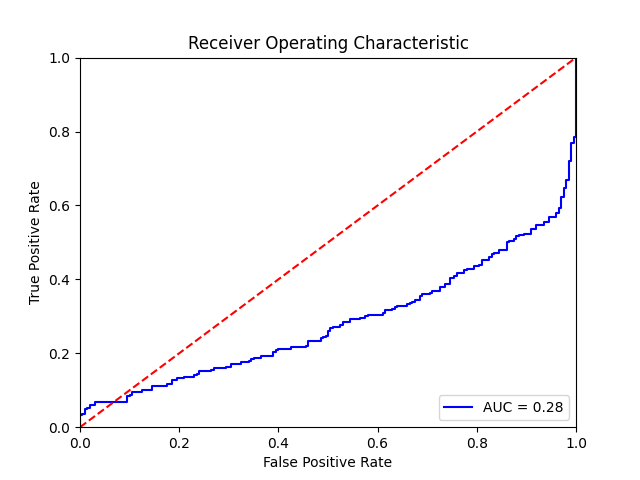 Receiver Operating Characteristic
True Positive Rate
1.0
0.8
0.6
0.4
0.2
0.0
AUC = 0.28
0.0 0.2 0.4 0.6 0.8 1.0
False Positive Rate